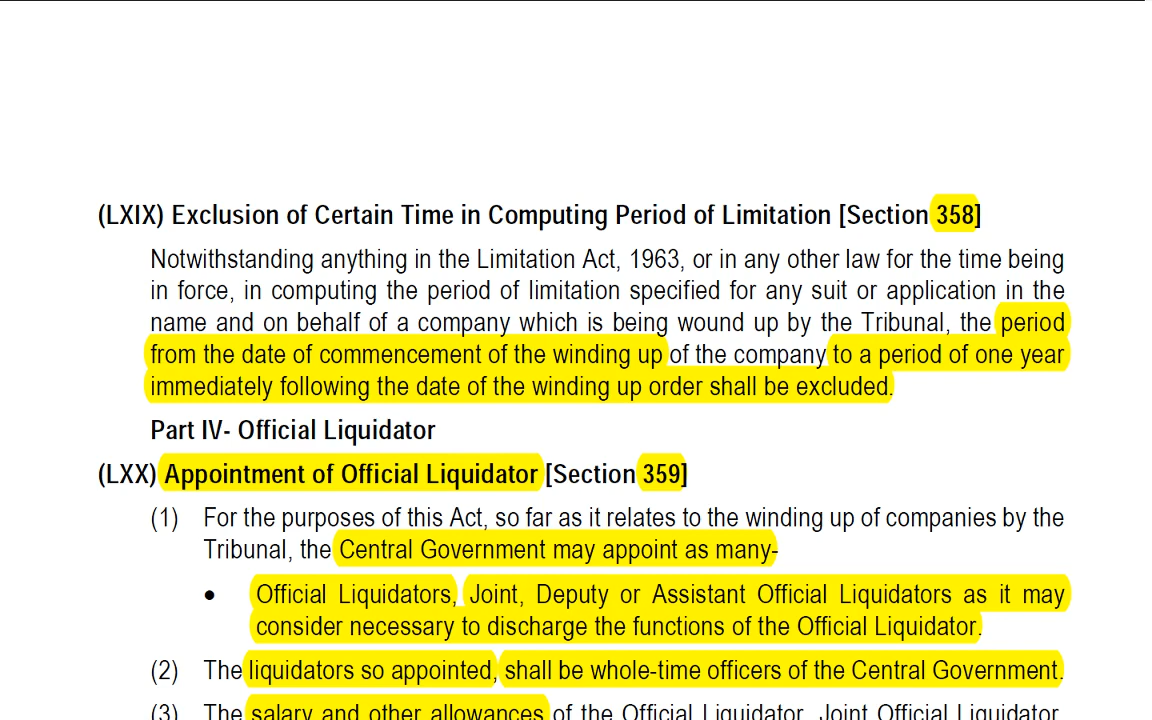 (LXIX) Exclusion of Certain Time in Computing Period of Limitation [Section 358]
Notwithstanding anything in the Limitation Act, 1963, or in any other law for the time being
in force, in computing the period of limitation specified for any suit or application in the
name and on behalf of a company which is being wound up by the Tribunal, the period
from the date of commencement of the winding up of the company to a period of one year
immediately following the date of the winding up order shall be excluded.
Part IV- Official Liquidator
(LXX) Appointment of Official Liquidator [Section 359]
(1) For the purposes of this Act, so far as it relates to the winding up of companies by the
Tribunal, the Central Government may appoint as many-
• Official Liquidators, Joint, Deputy or Assistant Official Liquidators as it may
consider necessary to discharge the functions of the Official Liquidator.
(2) The liquidators so appointed, shall be whole-time officers of the Central Government.
(3) The salary and other allowances of the Official Liquidator, Joint Official Liquidator,